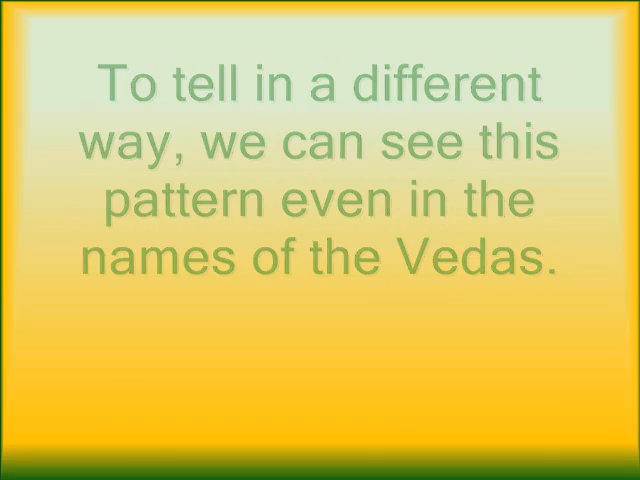 To tell in a different
way, we can see this
pattern even in the
names of the Vedas.